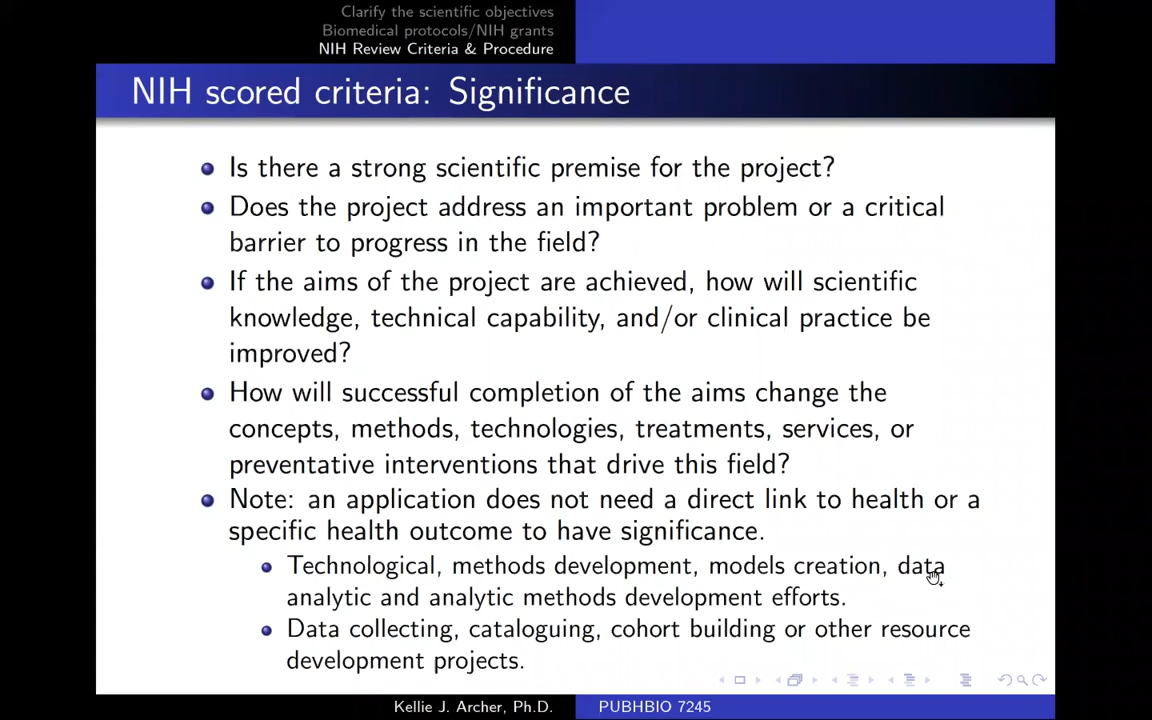 Clarify the scientific objectives
Biomedical protocols/NIH grants
NIH Review Criteria & Procedure
NIH scored criteria: Significance
Is there a strong scientific premise for the project?
Does the project address an important problem or a critical
barrier to progress in the field?
If the aims of the project are achieved, how will scientific
knowledge, technical capability, and/or clinical practice be
improved?
How will successful completion of the aims change the
concepts, methods, technologies, treatments, services, or
preventative interventions that drive this field?
Note: an application does not need a direct link to health or a
specific health outcome to have significance.
Technological, methods development, models creation, data
analytic and analytic methods development efforts.
Data collecting, cataloguing, cohort building or other resource
development projects.
Kellie J. Archer, Ph.D.
PUBHBIO 7245